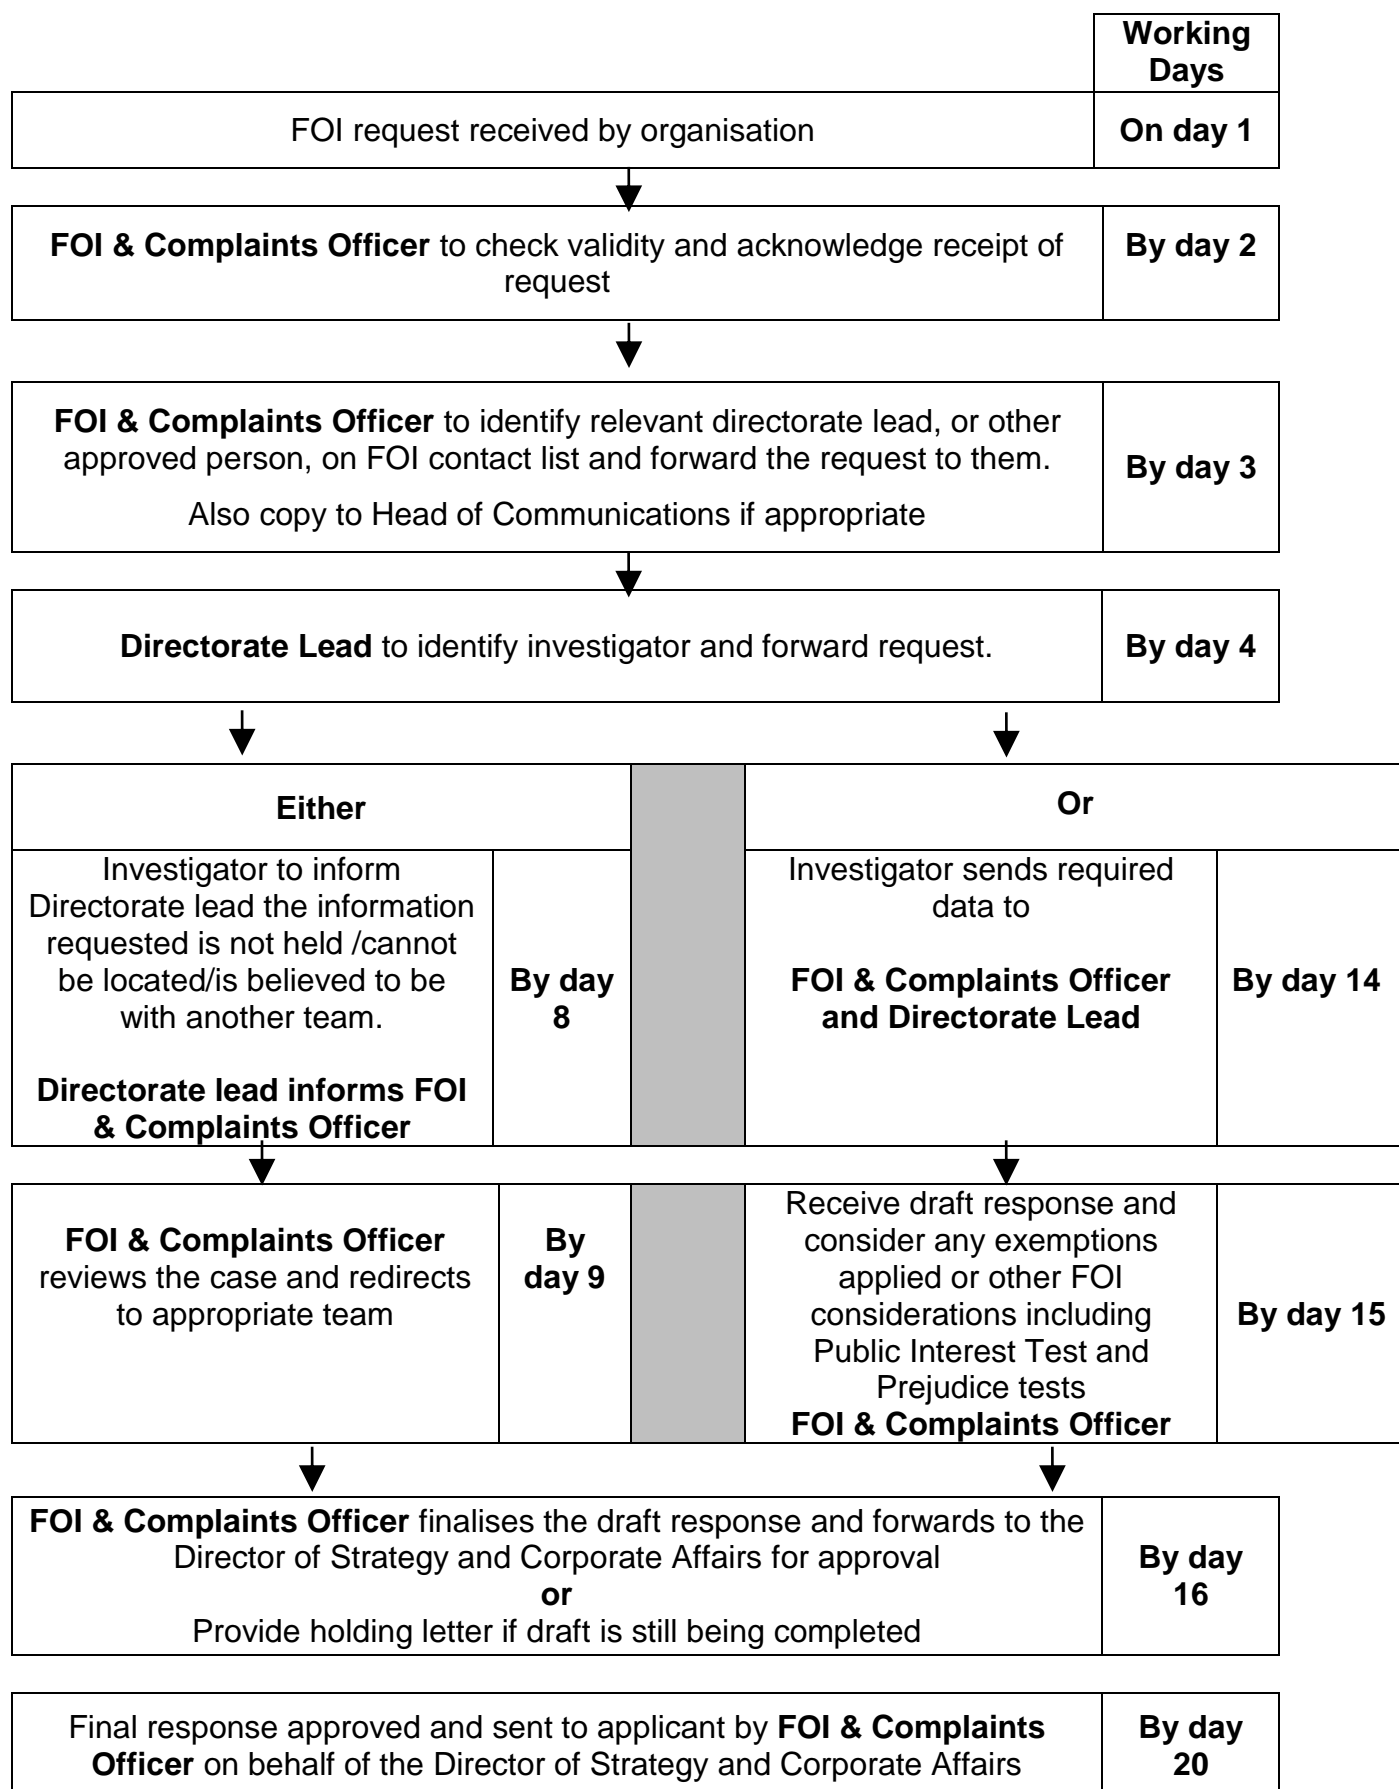 Working
Days
FOI request received by organisation
On day 1
FOI & Complaints Officer to check validity and acknowledge receipt of
request
By day 2
FOI & Complaints Officer to identify relevant directorate lead, or other
approved person, on FOI contact list and forward the request to them.
Also copy to Head of Communications if appropriate
By day 3
Directorate Lead to identify investigator and forward request.
By day 4
Either
Investigator to inform
Directorate lead the information
requested is not held /cannot
be located/is believed to be
with another team.
Directorate lead informs FOI
& Complaints Officer
By day
8
Or
Investigator sends required
data to
FOI & Complaints Officer
and Directorate Lead
By day 14
FOI & Complaints Officer
reviews the case and redirects
to appropriate team
By
day 9
Receive draft response and
consider any exemptions
applied or other FOI
considerations including
Public Interest Test and
Prejudice tests
FOI & Complaints Officer
By day 15
FOI & Complaints Officer finalises the draft response and forwards to the
Director of Strategy and Corporate Affairs for approval
or
Provide holding letter if draft is still being completed
By day
16
Final response approved and sent to applicant by FOI & Complaints
Officer on behalf of the Director of Strategy and Corporate Affairs
By day
20